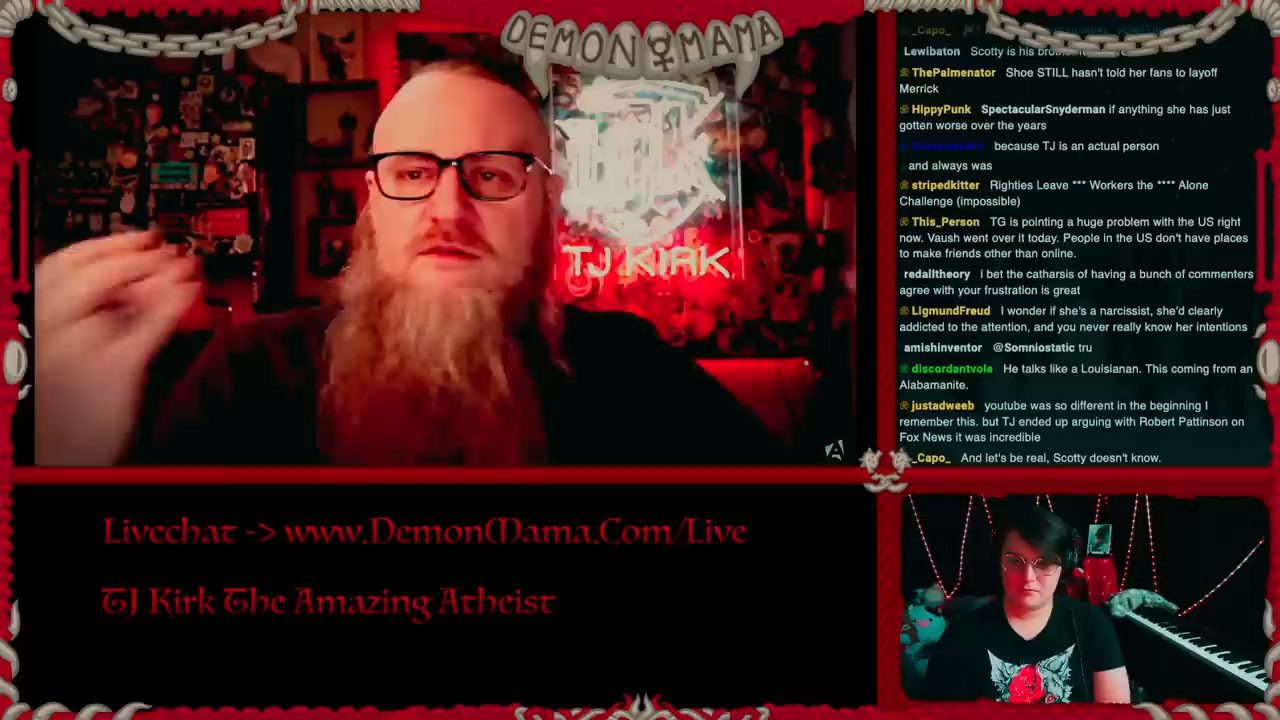 DEMON MAMA
TJ KIRK
_Capo_
Lewibaton Scotty is his
ThePalmenator Shoe STILL hasn't told her fans to layoff
Merrick
HippyPunk SpectacularSnyderman if anything she has just
gotten worse over the years
because TJ is an actual person
and always was
stripedkitter Righties Leave *** Workers the **** Alone
Challenge (impossible)
This_Person TG is pointing a huge problem with the US right
now. Vaush went over it today. People in the US don't have places
to make friends other than online.
redalltheory i bet the catharsis of having a bunch of commenters
agree with your frustration is great
LigmundFreud I wonder if she's a narcissist, she'd clearly
addicted to the attention, and you never really know her intentions
amishinventor @Somniostatic tru
discordantvole He talks like a Louisianan. This coming from an
Alabamanite.
justadweeb youtube was so different in the beginning I
remember this. but TJ ended up arguing with Robert Pattinson on
Fox News it was incredible
_Capo_ And let's be real, Scotty doesn't know.
Livechat -> www.DemonMama.Com/Live
TJ Kirk The Amazing Atheist